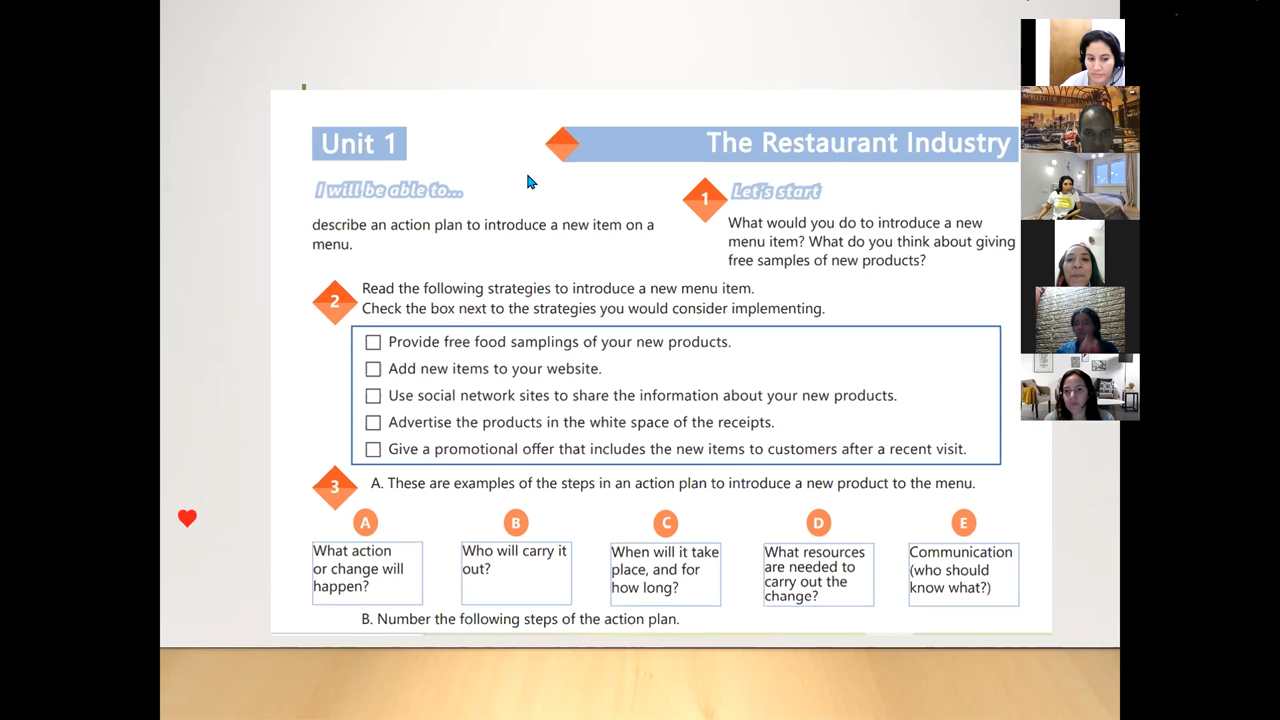 Unit 1
The Restaurant Industry
I will be able to...
describe an action plan to introduce a new item on a
menu.
1
Let's start
What would you do to introduce a new
menu item? What do you think about giving
free samples of new products?
2
Read the following strategies to introduce a new menu item.
Check the box next to the strategies you would consider implementing.
Provide free food samplings of your new products.
Add new items to your website.
Use social network sites to share the information about your new products.
Advertise the products in the white space of the receipts.
Give a promotional offer that includes the new items to customers after a recent visit.
3
A. These are examples of the steps in an action plan to introduce a new product to the menu.
A
What action
or change will
happen?
B
Who will carry it
out?
C
When will it take
place, and for
how long?
D
What resources
are needed to
carry out the
change?
E
Communication
(who should
know what?)
B. Number the following steps of the action plan.